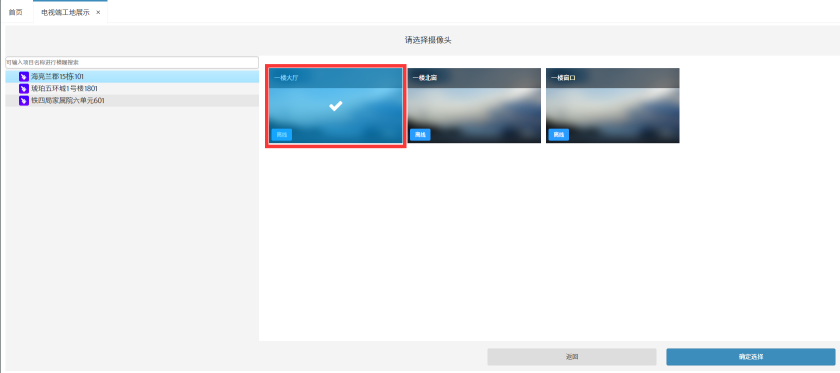 首页
电视端工地展示 ×
请选择摄像头
可输入项目名称进行模糊搜索
海亮兰郡15栋101
琥珀五环城1号楼1801
铁四局家属院六单元601
一楼大厅
一楼北窗
一楼窗口
离线
离线
离线
返回
确定选择